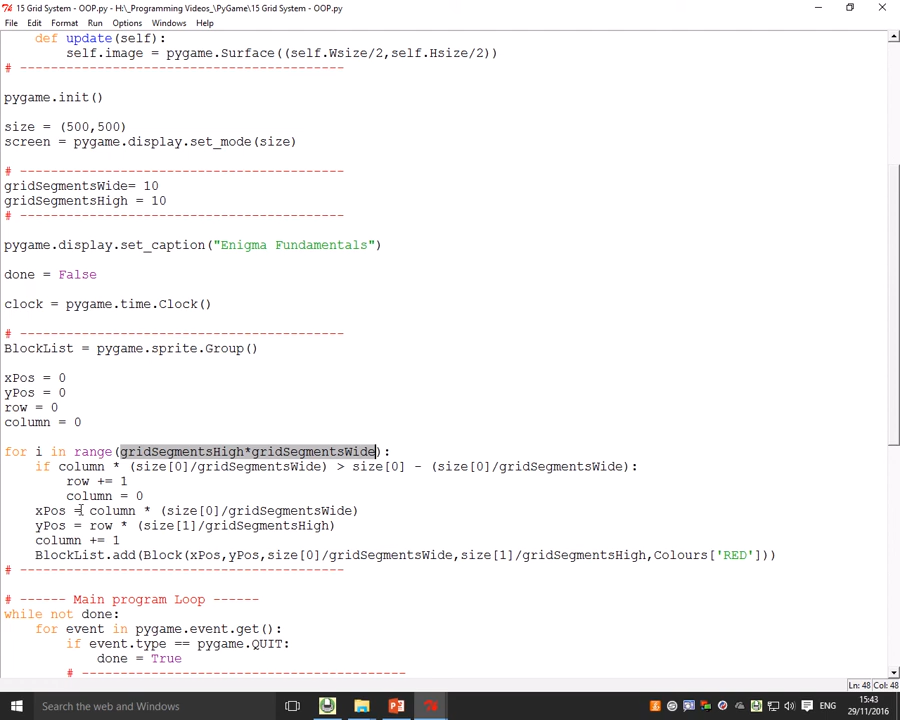 15 Grid System - OOP.py - H:\_Programming Videos_\PyGame\15 Grid System - OOP.py
File Edit Format Run Options Windows Help
def update(self):
self.image = pygame.Surface((self.Wsize/2,self.Hsize/2))
# -----------------------------------------
pygame.init()
size = (500,500)
screen = pygame.display.set_mode(size)
# -----------------------------------------
gridSegmentsWide= 10
gridSegmentsHigh = 10
# -----------------------------------------
pygame.display.set_caption("Enigma Fundamentals")
done = False
clock = pygame.time.Clock()
# -----------------------------------------
BlockList = pygame.sprite.Group()
xPos = 0
yPos = 0
row = 0
column = 0
for i in range(gridSegmentsHigh*gridSegmentsWide):
if column * (size[0]/gridSegmentsWide) > size[0] - (size[0]/gridSegmentsWide):
row += 1
column = 0
xPos = column * (size[0]/gridSegmentsWide)
yPos = row * (size[1]/gridSegmentsHigh)
column += 1
BlockList.add(Block(xPos,yPos,size[0]/gridSegmentsWide,size[1]/gridSegmentsHigh,Colours['RED']))
# -----------------------------------------
# ------ Main program Loop ------
while not done:
for event in pygame.event.get():
if event.type == pygame.QUIT:
done = True
# -----------------------------------------
Ln: 48 Col: 48
Search the web and Windows
ENG
15:43
29/11/2016